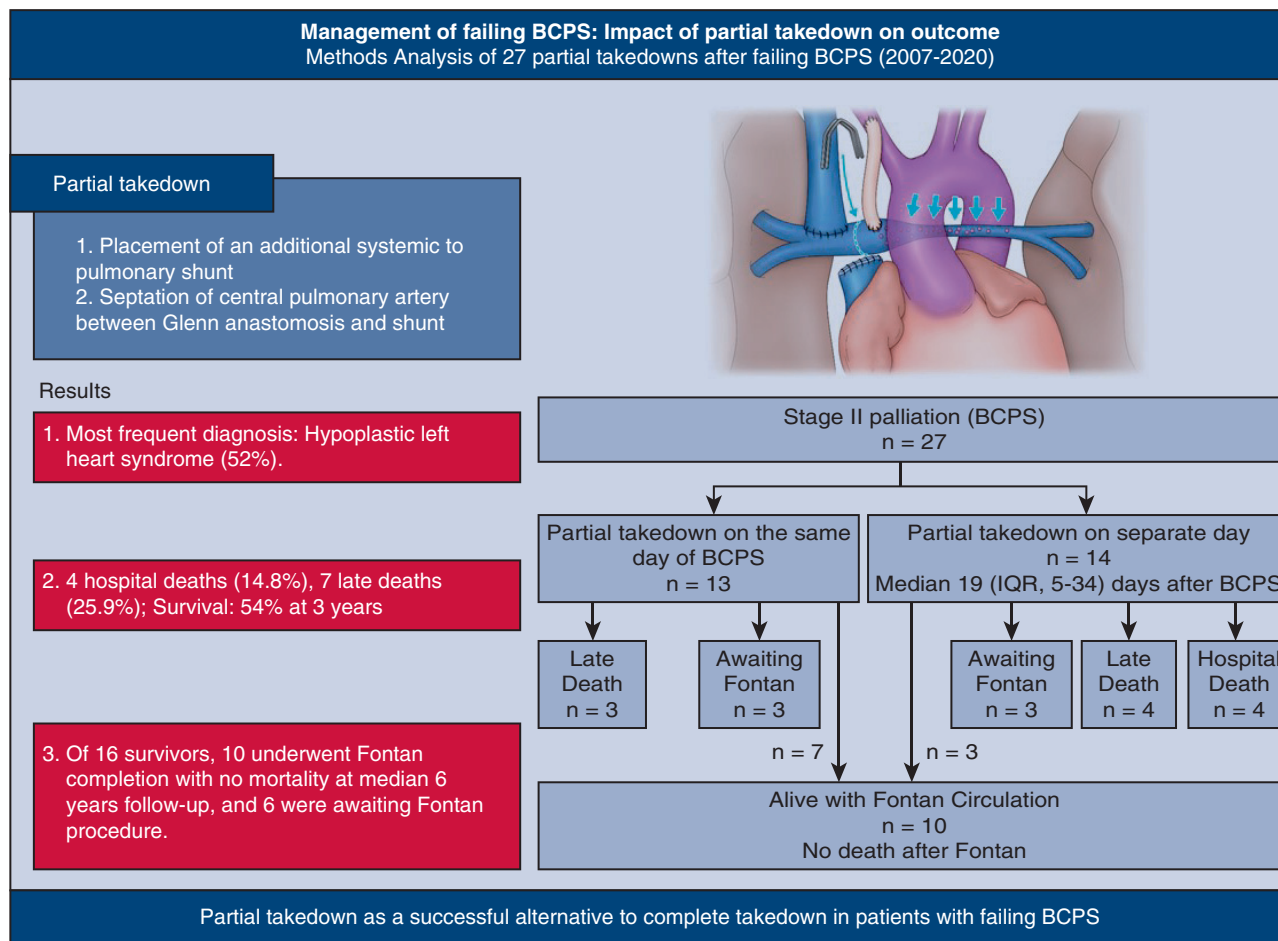 Management of failing BCPS: Impact of partial takedown on outcome
Methods Analysis of 27 partial takedowns after failing BCPS (2007-2020)
Partial takedown
1. Placement of an additional systemic to
pulmonary shunt
2. Septation of central pulmonary artery
between Glenn anastomosis and shunt
Results
1. Most frequent diagnosis: Hypoplastic left
heart syndrome (52%).
2. 4 hospital deaths (14.8%), 7 late deaths
(25.9%); Survival: 54% at 3 years
3. Of 16 survivors, 10 underwent Fontan
completion with no mortality at median 6
years follow-up, and 6 were awaiting Fontan
procedure.
Stage II palliation (BCPS)
n = 27
Partial takedown on the same
day of BCPS
n = 13
Partial takedown on separate day
n = 14
Median 19 (IQR, 5-34) days after BCPS
Late
Death
n = 3
Awaiting
Fontan
n = 3
Awaiting
Fontan
n = 3
Late
Death
n = 4
Hospital
Death
n = 4
n = 7
n = 3
Alive with Fontan Circulation
n = 10
No death after Fontan
Partial takedown as a successful alternative to complete takedown in patients with failing BCPS